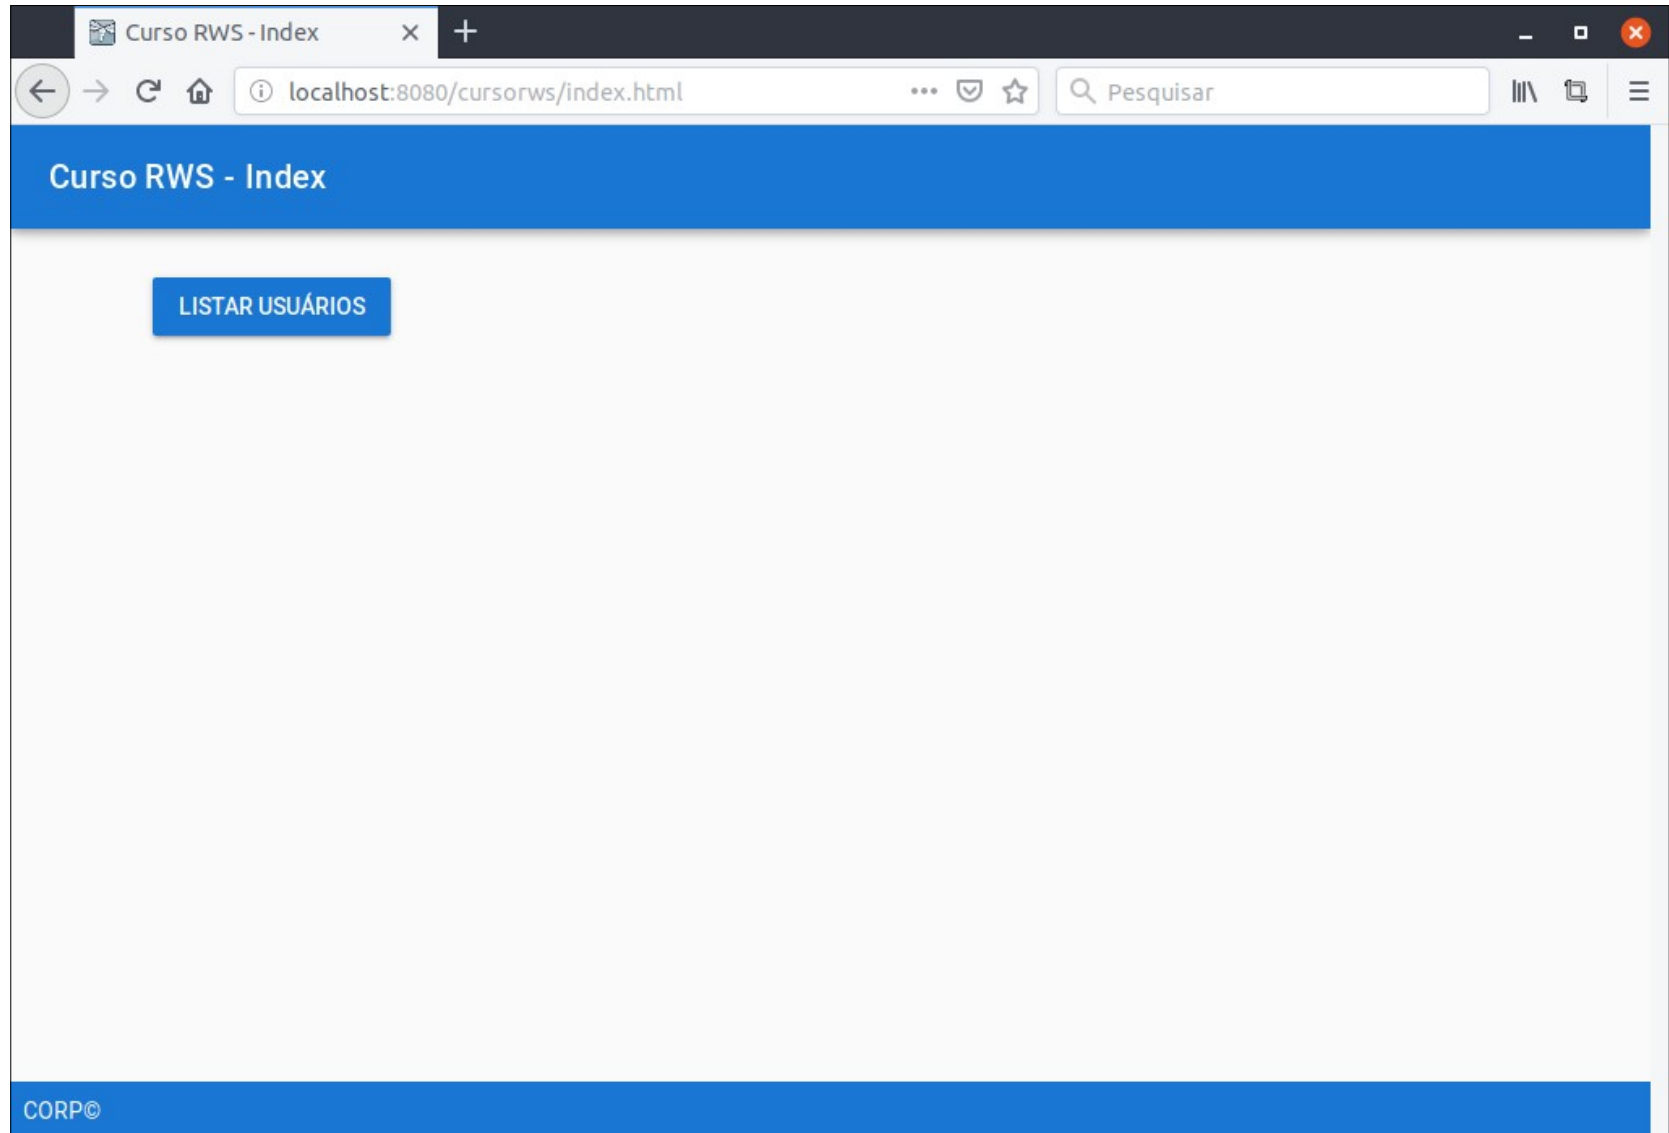 Curso RWS - Index
localhost:8080/cursorws/index.html
Pesquisar
Curso RWS - Index
LISTAR USUÁRIOS
CORP©